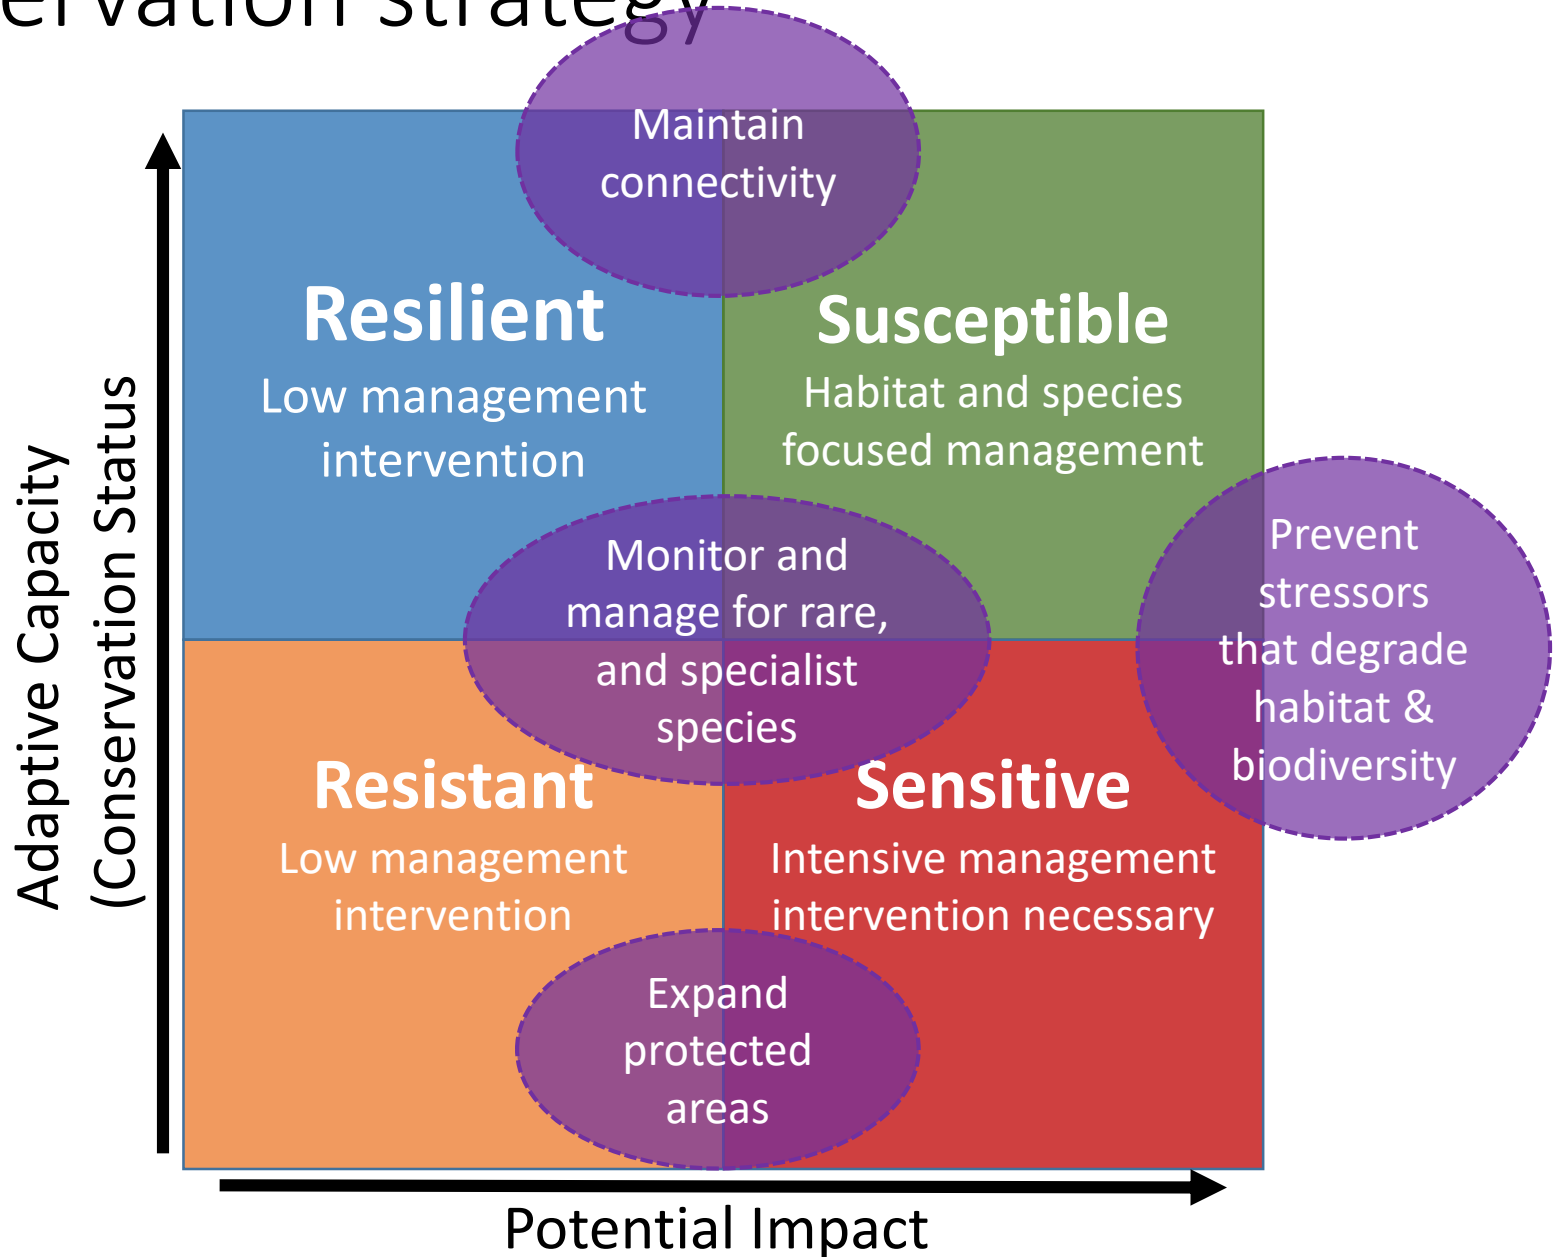 ervation strategy
Maintain
connectivity
Resilient
Low management
intervention
Susceptible
Habitat and species
focused management
Monitor and
manage for rare,
and specialist
species
Prevent
stressors
that degrade
habitat &
biodiversity
Resistant
Low management
intervention
Sensitive
Intensive management
intervention necessary
Expand
protected
areas
Adaptive Capacity
(Conservation Status
Potential Impact